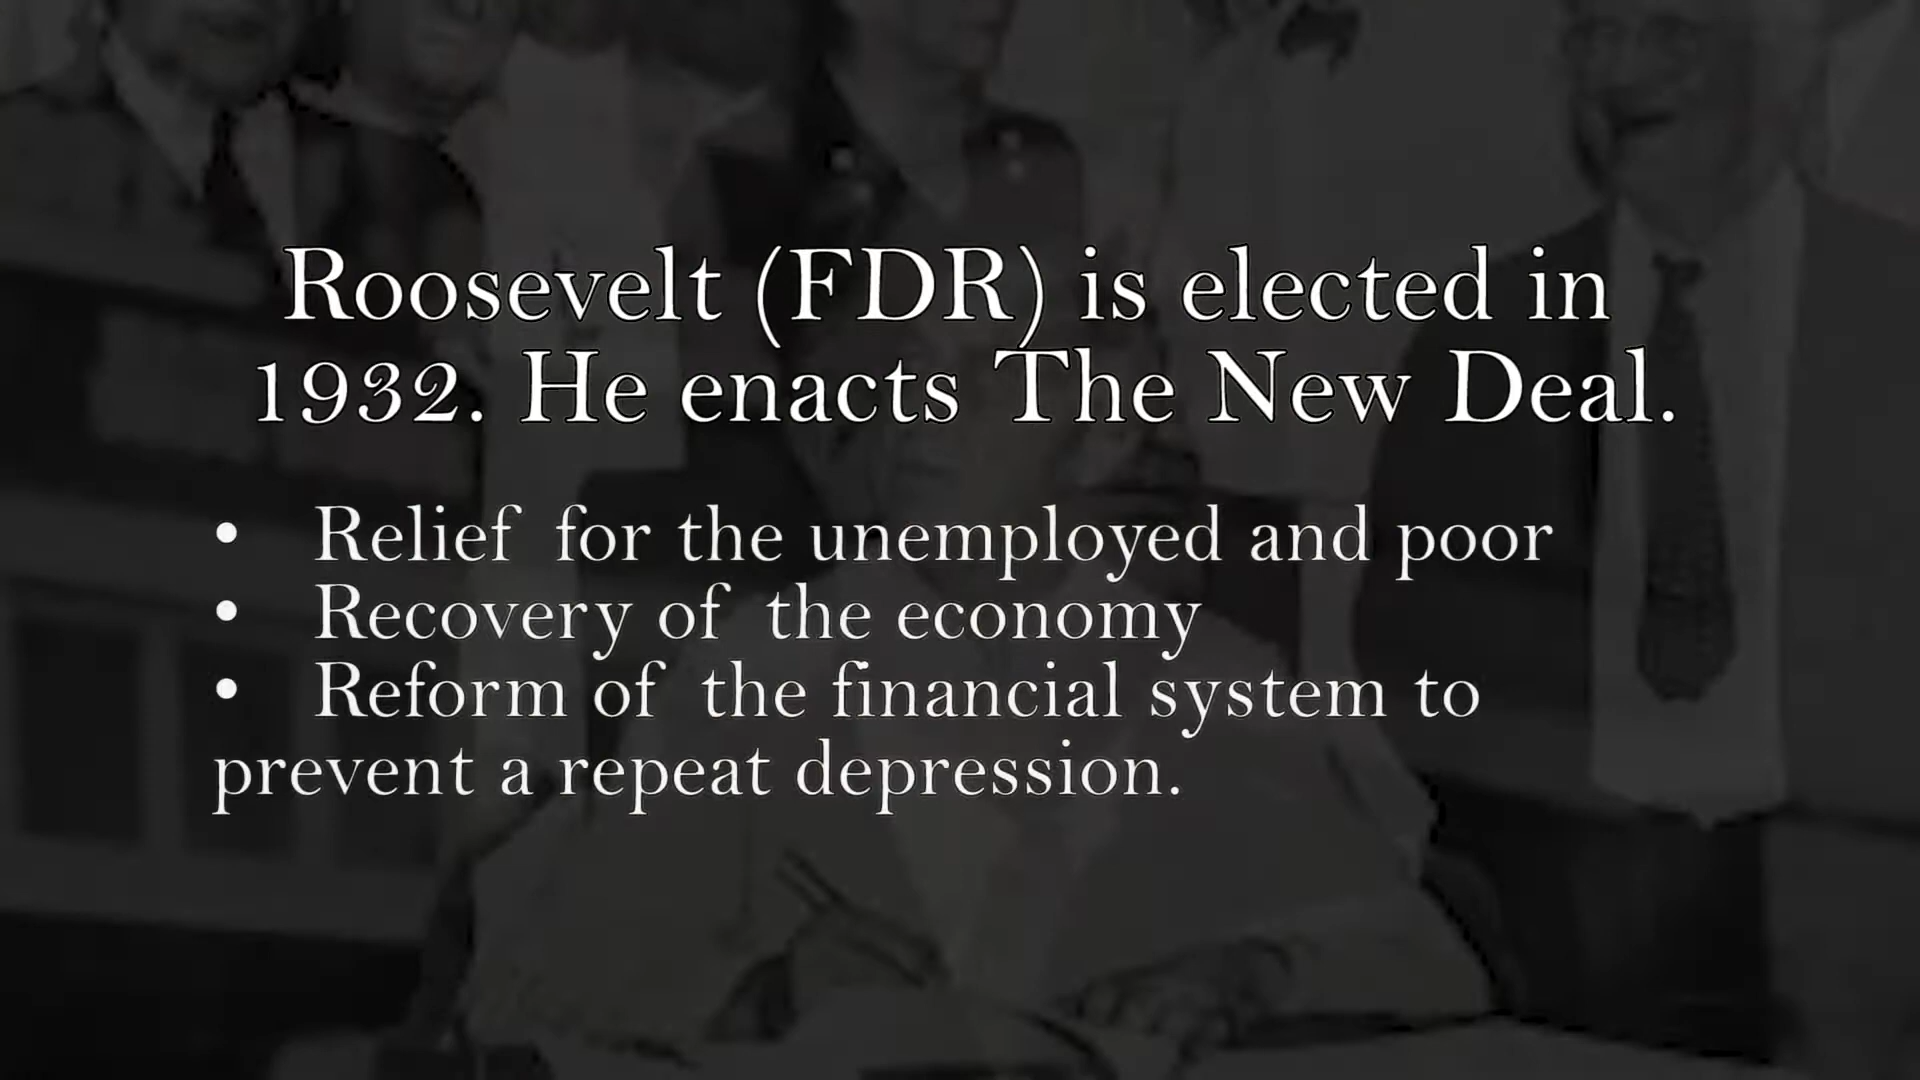 Roosevelt (FDR) is elected in
1932. He enacts The New Deal.
• Relief for the unemployed and poor
• Recovery of the economy
• Reform of the financial system to
prevent a repeat depression.